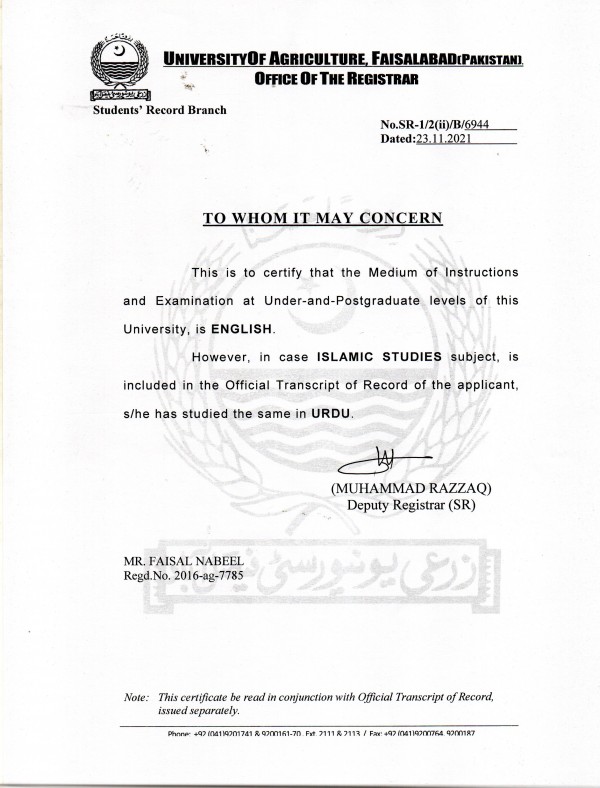 UNIVERSITY OF AGRICULTURE, FAISALABAD (PAKISTAN)
OFFICE OF THE REGISTRAR
Students' Record Branch
No.SR-1/2(ii)/B/6944
Dated:23.11.2021
TO WHOM IT MAY CONCERN
This is to certify that the Medium of Instructions
and Examination at Under-and-Postgraduate levels of this
University, is ENGLISH.
However, in case ISLAMIC STUDIES subject, is
included in the Official Transcript of Record of the applicant,
s/he has studied the same in URDU.
(MUHAMMAD RAZZAQ)
Deputy Registrar (SR)
MR. FAISAL NABEEL
Regd.No. 2016-ag-7785
زرعی یونیورسٹی فیصل آباد
Note: This certificate be read in conjunction with Official Transcript of Record,
issued separately.
Phone: +92 (041)9201741 & 9200161-70, Ext. 2111 & 2113 / Fax: +92 (041)9200764, 9200187